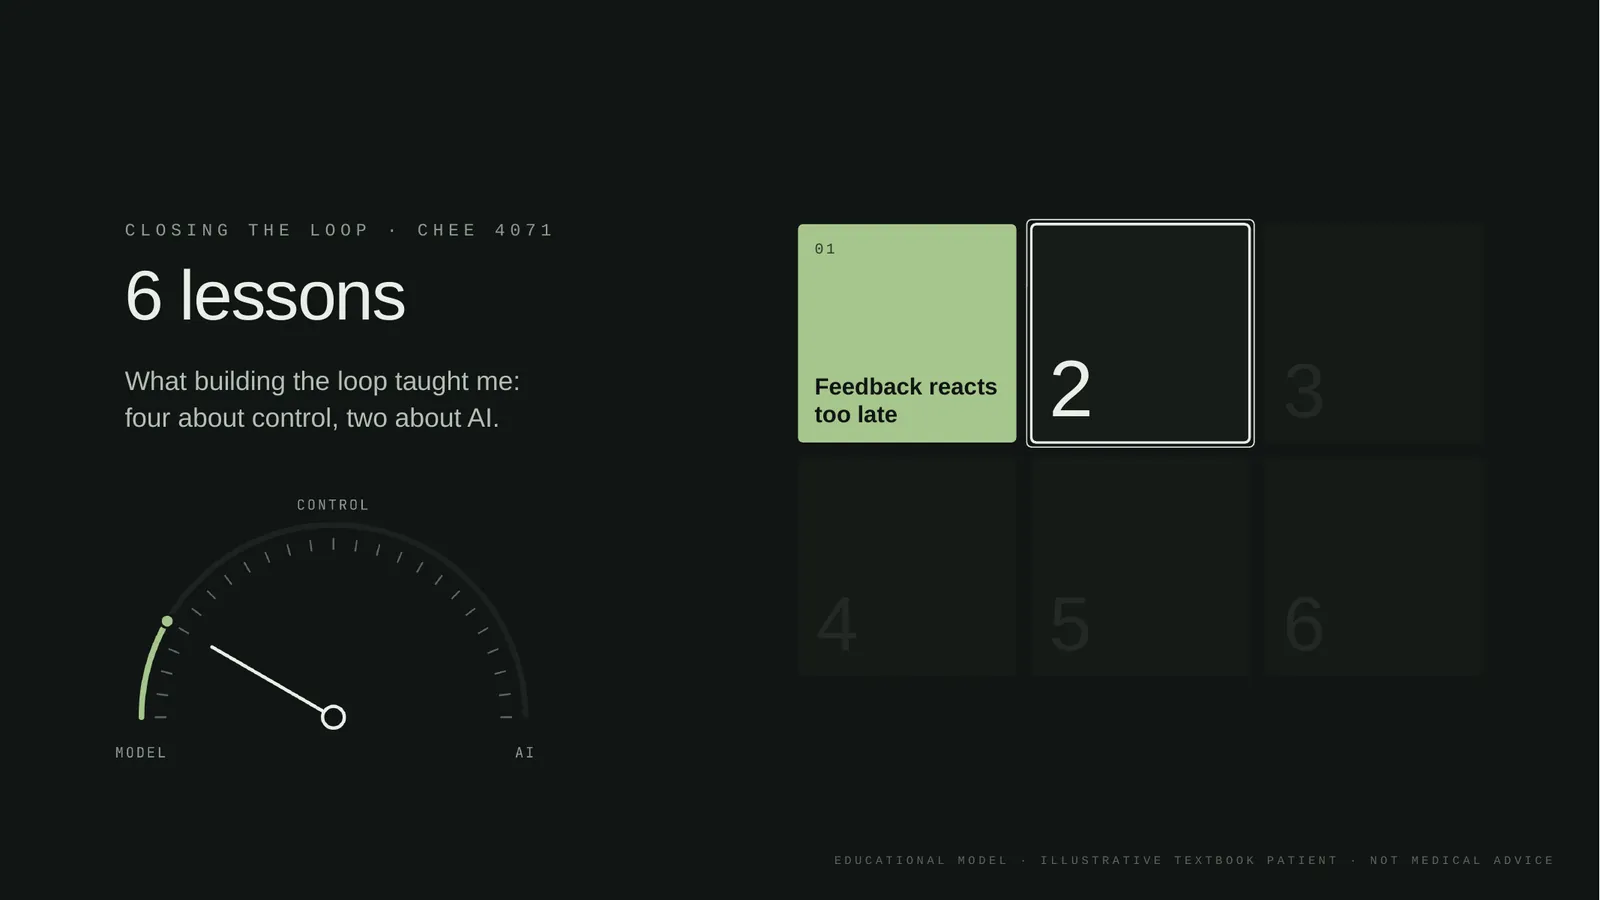 CLOSING THE LOOP · CHEE 4071
6 lessons
What building the loop taught me:
four about control, two about AI.
CONTROL
MODEL
AI
01
Feedback reacts
too late
2
3
4
5
6
EDUCATIONAL MODEL · ILLUSTRATIVE TEXTBOOK PATIENT · NOT MEDICAL ADVICE